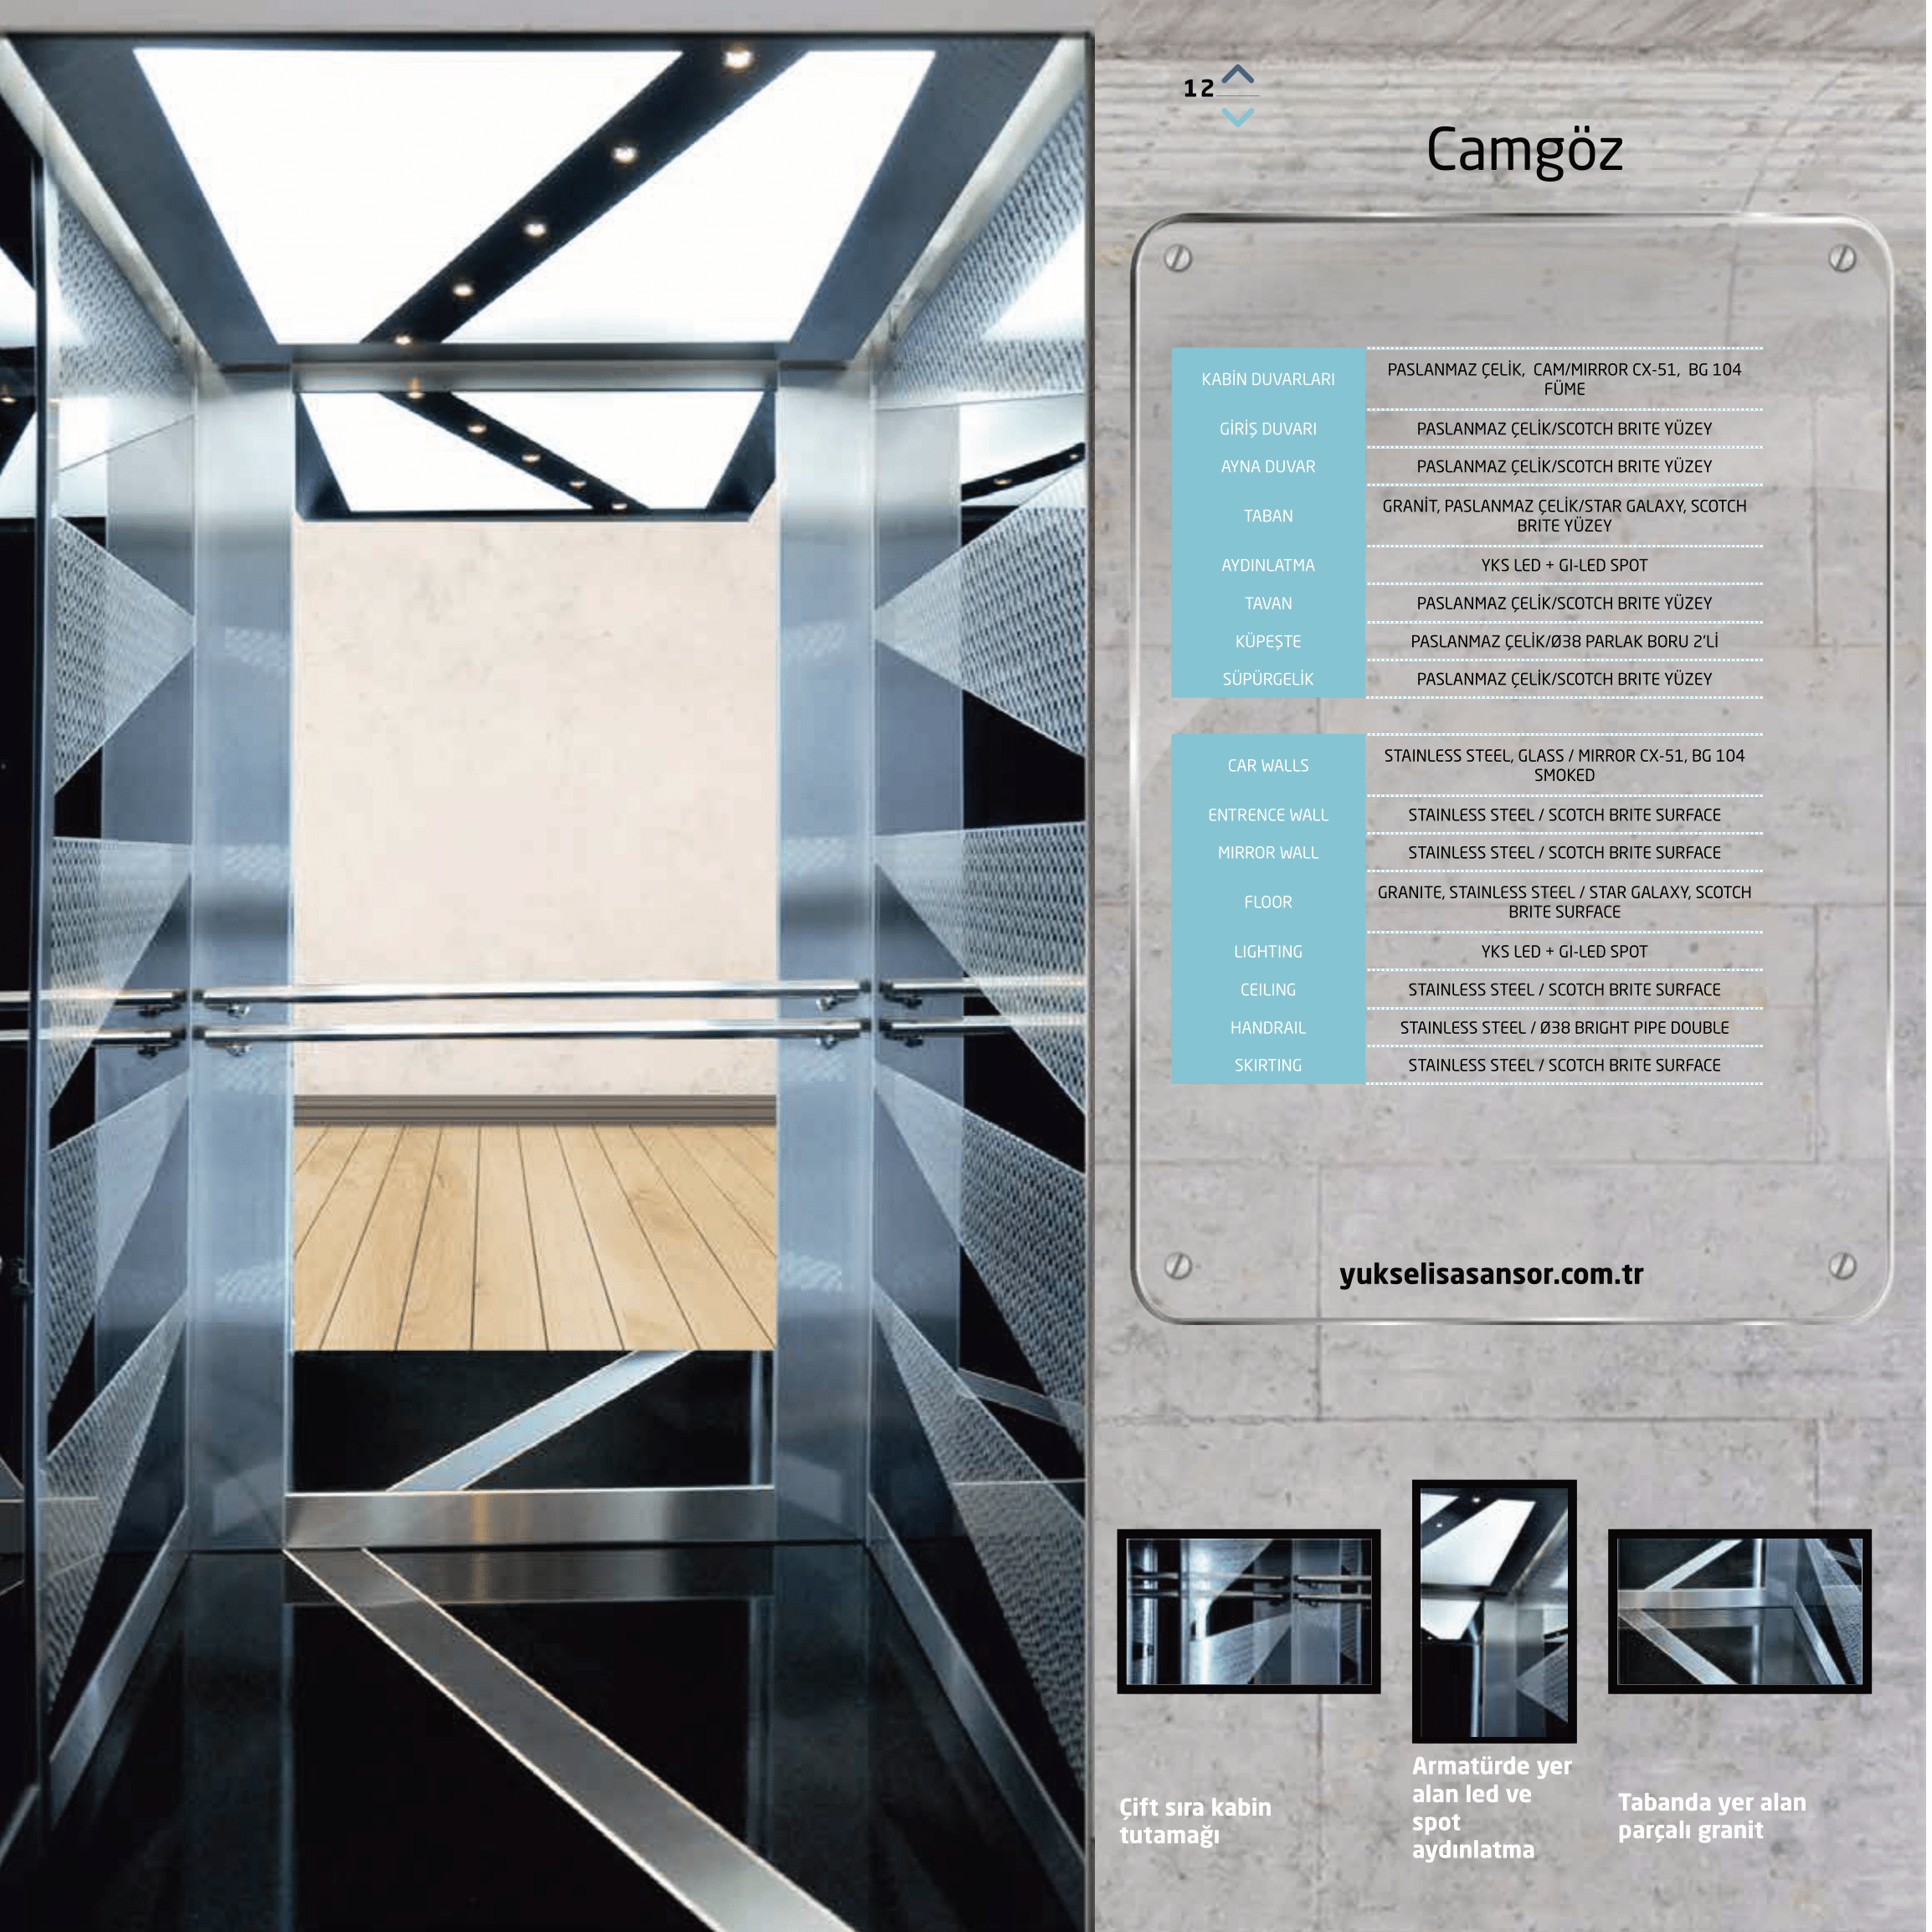 12
Camgöz
KABİN DUVARLARI
PASLANMAZ ÇELİK, CAM/MIRROR CX-51, BG 104
FÜME
GİRİŞ DUVARI
PASLANMAZ ÇELİK/SCOTCH BRITE YÜZEY
AYNA DUVAR
PASLANMAZ ÇELİK/SCOTCH BRITE YÜZEY
TABAN
GRANİT, PASLANMAZ ÇELİK/STAR GALAXY, SCOTCH
BRITE YÜZEY
AYDINLATMA
YKS LED + GI-LED SPOT
TAVAN
PASLANMAZ ÇELİK/SCOTCH BRITE YÜZEY
KÜPEŞTE
PASLANMAZ ÇELİK/Ø38 PARLAK BORU 2'Lİ
SÜPÜRGELİK
PASLANMAZ ÇELİK/SCOTCH BRITE YÜZEY
CAR WALLS
STAINLESS STEEL, GLASS / MIRROR CX-51, BG 104
SMOKED
ENTRENCE WALL
STAINLESS STEEL / SCOTCH BRITE SURFACE
MIRROR WALL
STAINLESS STEEL / SCOTCH BRITE SURFACE
FLOOR
GRANITE, STAINLESS STEEL / STAR GALAXY, SCOTCH
BRITE SURFACE
LIGHTING
YKS LED + GI-LED SPOT
CEILING
STAINLESS STEEL / SCOTCH BRITE SURFACE
HANDRAIL
STAINLESS STEEL / Ø38 BRIGHT PIPE DOUBLE
SKIRTING
STAINLESS STEEL / SCOTCH BRITE SURFACE
yukselisasansor.com.tr
Çift sıra kabin
tutamağı
Armatürde yer
alan led ve
spot
aydınlatma
Tabanda yer alan
parçalı granit